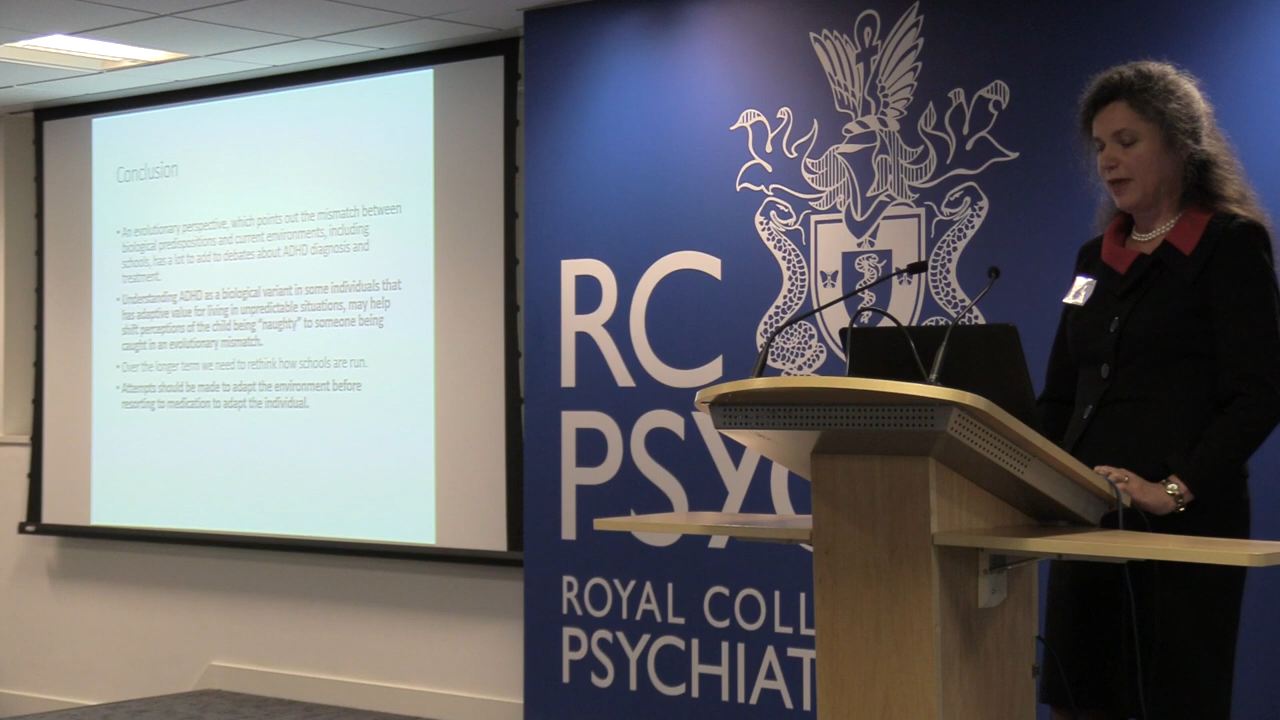 Conclusion
• An evolutionary perspective, which points out the mismatch between
biological predispositions and current environments, including
schools, has a lot to add to debates about ADHD diagnosis and
treatment.
• Understanding ADHD as a biological variant in some individuals that
has adaptive value for living in unpredictable situations, may help
shift perceptions of the child being "naughty" to someone being
caught in an evolutionary mismatch.
• Over the longer term we need to rethink how schools are run.
• Attempts should be made to adapt the environment before
resorting to medication to adapt the individual.
RC
PSYC
ROYAL COLL
PSYCHIAT